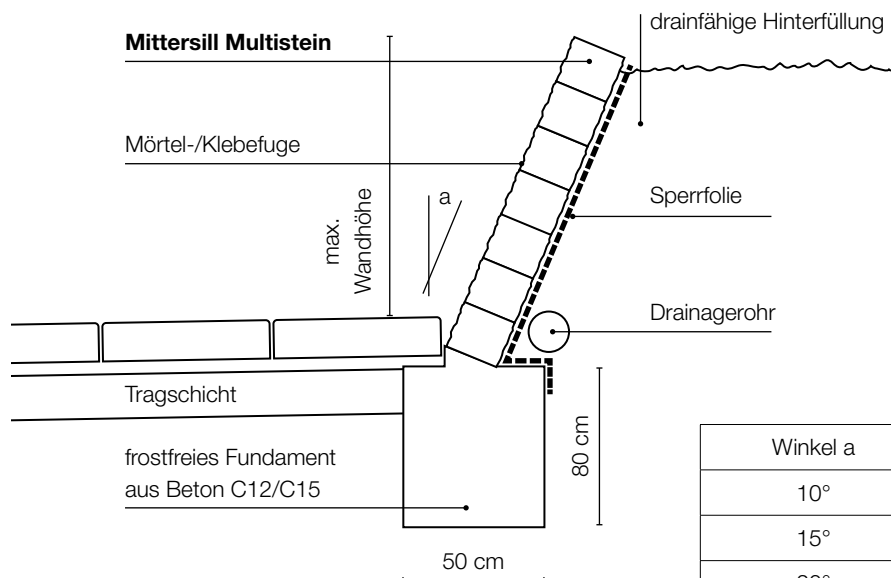 drainfähige Hinterfüllung
Mittersill Multistein
Mörtel-/Klebefuge
a
max.
Wandhöhe
Sperrfolie
Drainagerohr
Tragschicht
frostfreies Fundament
aus Beton C12/C15
80 cm
50 cm
Winkel a
10°
15°